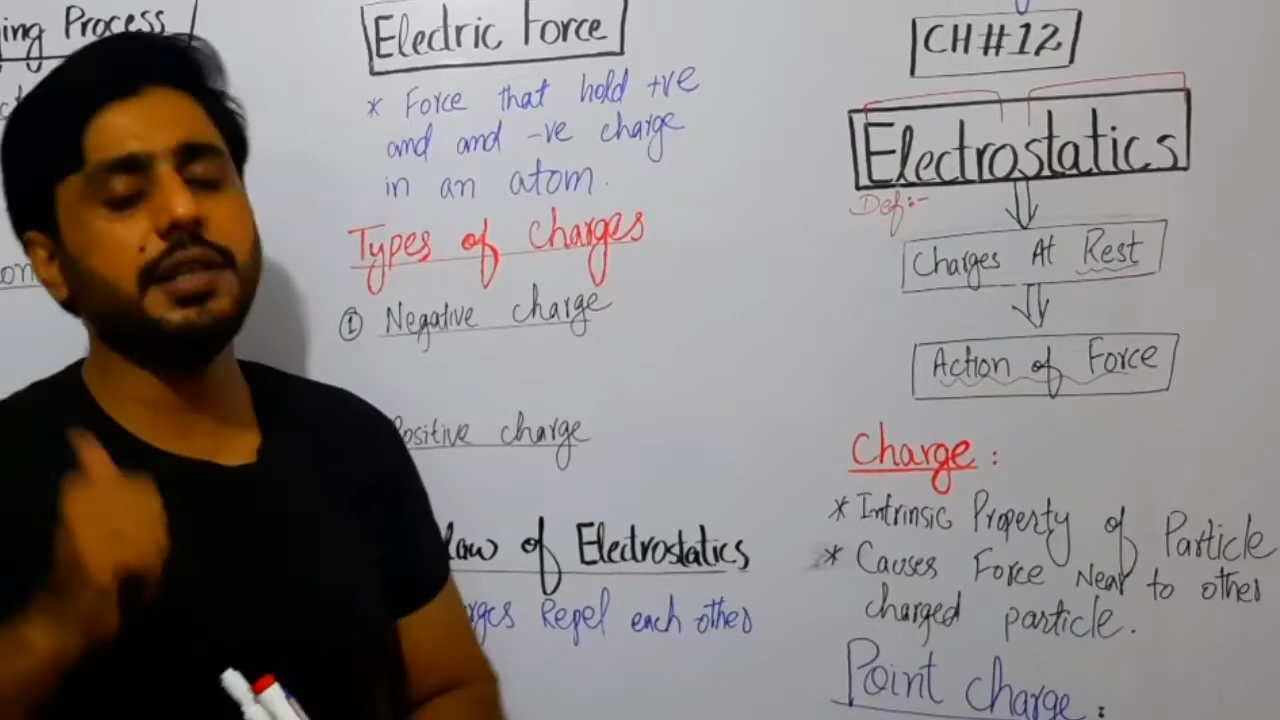 ing Process
Electric Force
* Force that hold +ve
and and -ve charge
in an atom.
Types of charges
① Negative charge
Positive charge
law of Electrostatics
rges Repel each other
CH#12
Electrostatics
Def:-
Charges At Rest
Action of Force
Charge:
* Intrinsic Property of Particle
* Causes Force Near to other
charged particle.
Point charge: